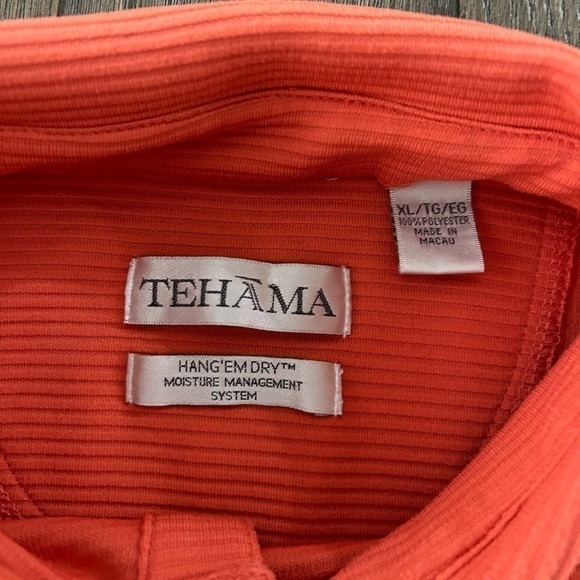 XL/TG/EG
100% POLYESTER
MADE IN
MACAU
TEHĀMA
HANG'EM DRY™
MOISTURE MANAGEMENT
SYSTEM